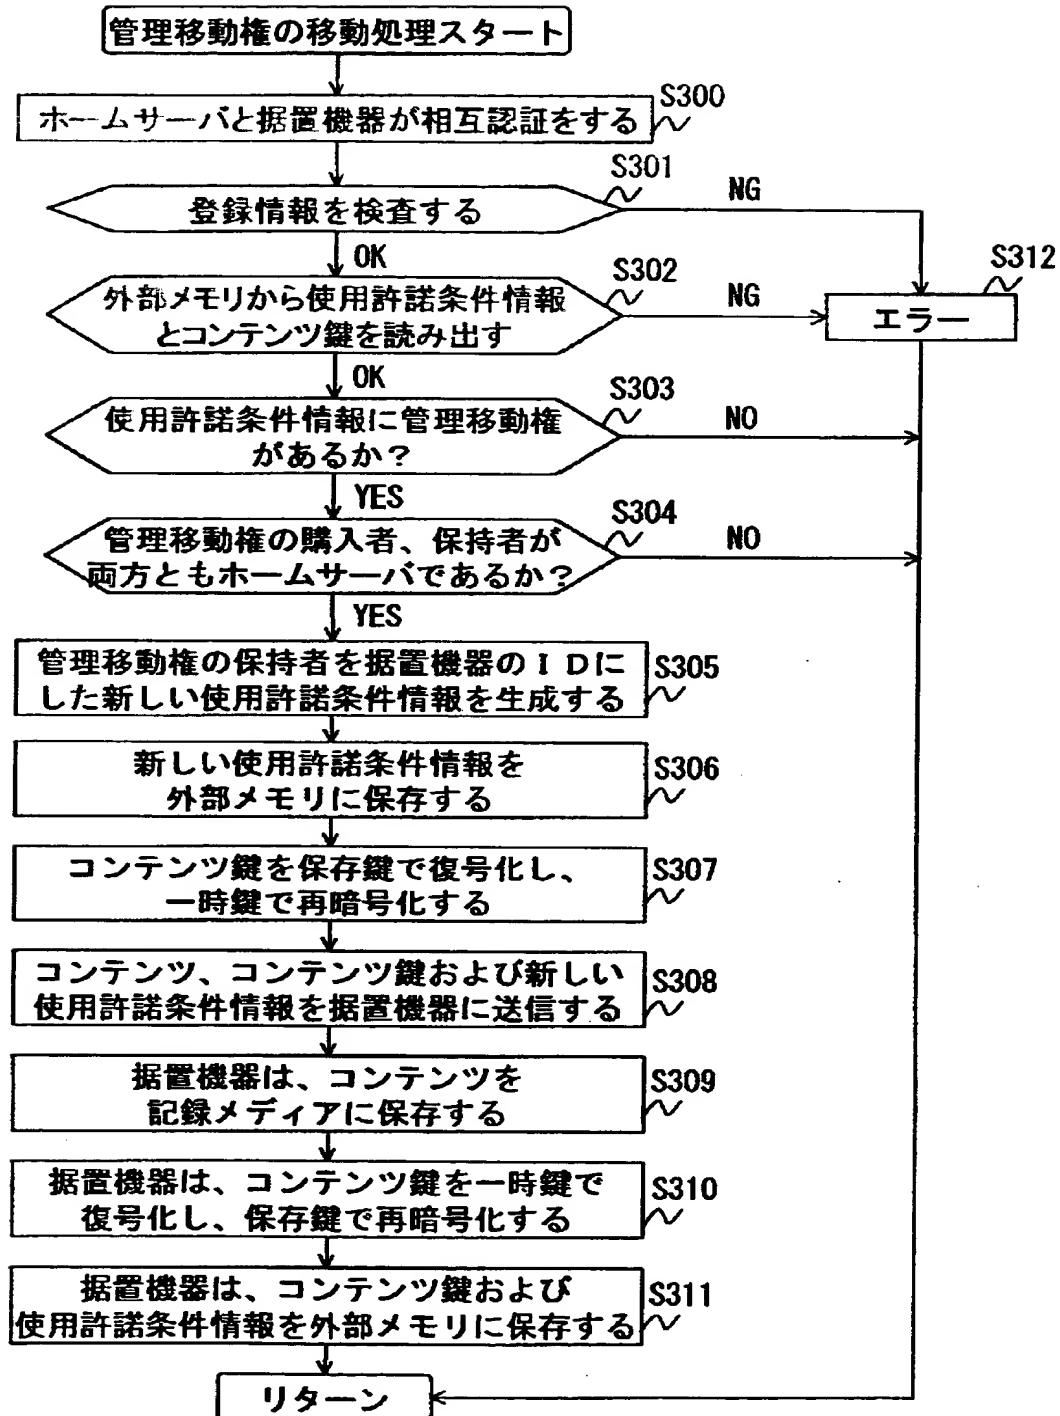 管理移動権の移動処理スタート
S300
ホームサーバと据置機器が相互認証をする
S301
登録情報を検査する
NG
OK
S302
外部メモリから使用許諾条件情報
とコンテンツ鍵を読み出す
NG
S312
エラー
OK
S303
使用許諾条件情報に管理移動権
があるか?
NO
YES
S304
管理移動権の購入者、保持者が
両方ともホームサーバであるか?
NO
YES
管理移動権の保持者を据置機器のIDに
した新しい使用許諾条件情報を生成する
S305
新しい使用許諾条件情報を
外部メモリに保存する
S306
コンテンツ鍵を保存鍵で復号化し、
一時鍵で再暗号化する
S307
コンテンツ、コンテンツ鍵および新しい
使用許諾条件情報を据置機器に送信する
S308
据置機器は、コンテンツを
記録メディアに保存する
S309
据置機器は、コンテンツ鍵を一時鍵で
復号化し、保存鍵で再暗号化する
S310
据置機器は、コンテンツ鍵および
使用許諾条件情報を外部メモリに保存する
S311
リターン